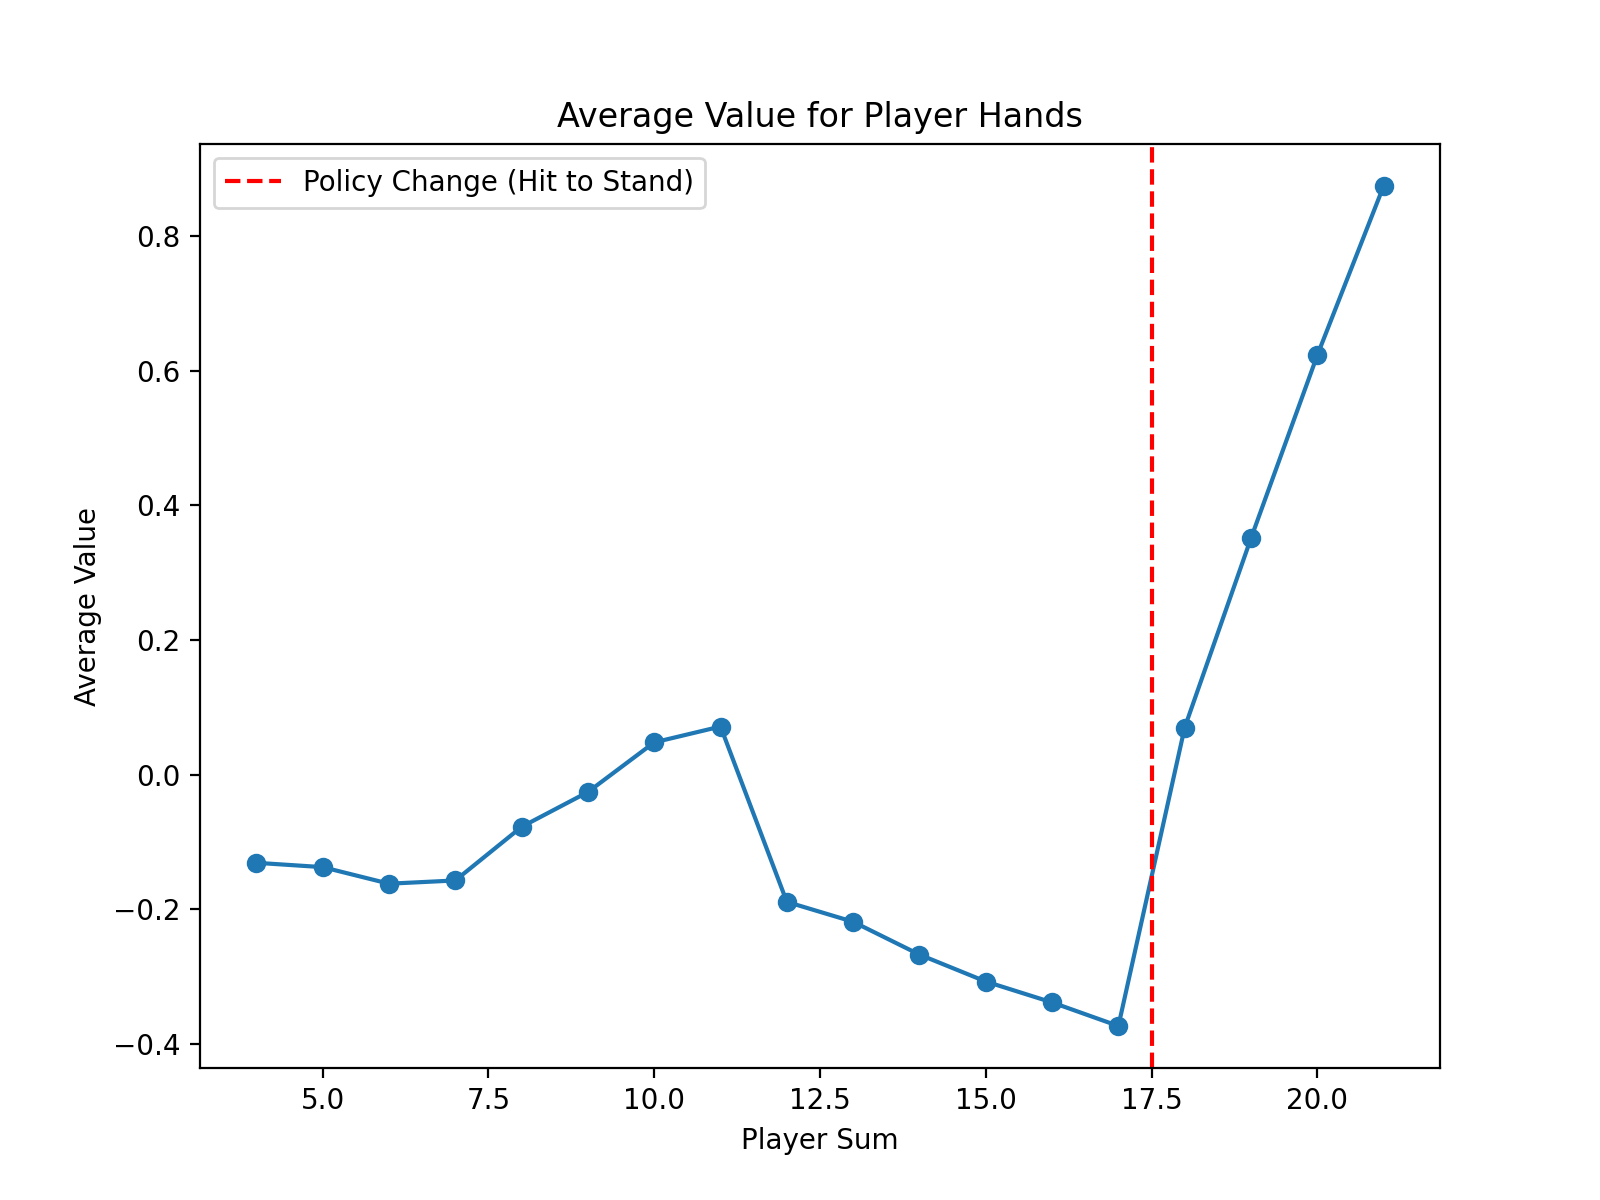 Average Value for Player Hands
Policy Change (Hit to Stand)
Average Value
0.8
0.6
0.4
0.2
0.0
−0.2
−0.4
5.0 7.5 10.0 12.5 15.0 17.5 20.0
Player Sum